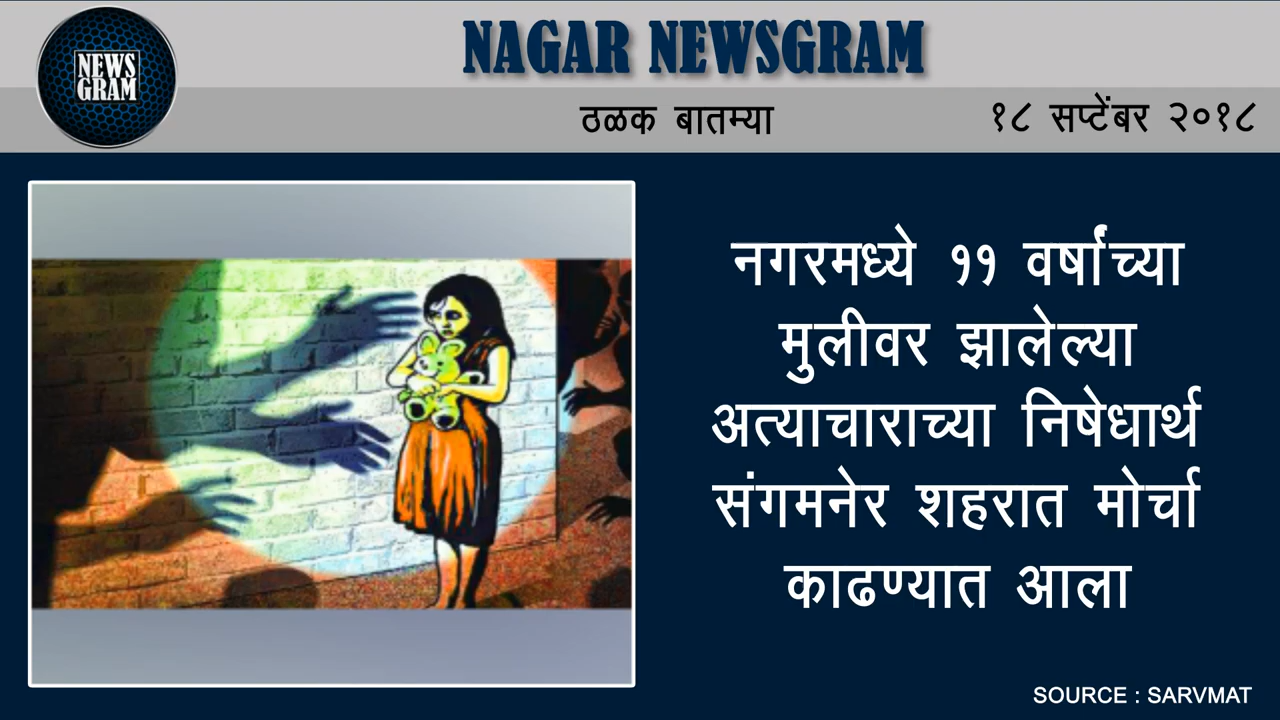 NEWS
GRAM
NAGAR NEWSGRAM
ठळक बातम्या
१८ सप्टेंबर २०१८
नगरमध्ये ११ वर्षांच्या
मुलीवर झालेल्या
अत्याचाराच्या निषेधार्थ
संगमनेर शहरात मोर्चा
काढण्यात आला
SOURCE : SARVMAT